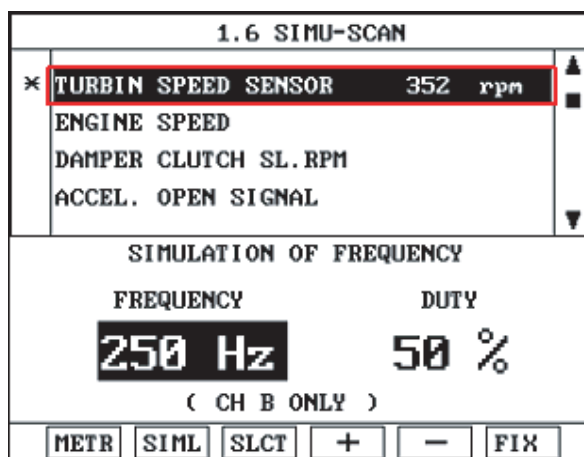 1.6 SIMU-SCAN
* TURBIN SPEED SENSOR 352 rpm
ENGINE SPEED
DAMPER CLUTCH SL.RPM
ACCEL. OPEN SIGNAL
SIMULATION OF FREQUENCY
FREQUENCY DUTY
250 Hz 50 %
( CH B ONLY )
METR SIML SLCT + - FIX